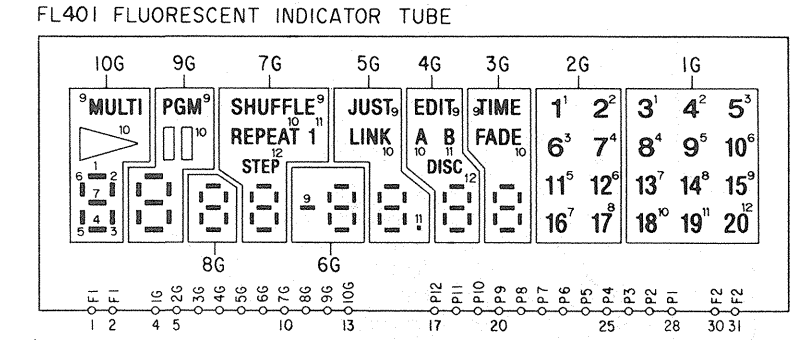 FL401 FLUORESCENT INDICATOR TUBE
10G 9G 7G 5G 4G 3G 2G 1G
9 MULTI PGM 9 SHUFFLE 9 JUST 9 EDIT 9 9 TIME 1 1 2 2 3 1 4 2 5 3
10 10 REPEAT 10 1 11 LINK 10 A 10 B 11 FADE 10 6 3 7 4 8 4 9 5 10 6
12 STEP DISC 12 11 5 12 6 13 7 14 8 15 9
1
6 2
7
9
4
5 3
11
16 7 17 8 18 10 19 11 20 12
8G 6G
F1 F1 1G 2G 3G 4G 5G 6G 7G 8G 9G 10G P12 P11 P10 P9 P8 P7 P6 P5 P4 P3 P2 P1 F2 F2
1 2 4 5 10 13 17 20 25 28 30 31